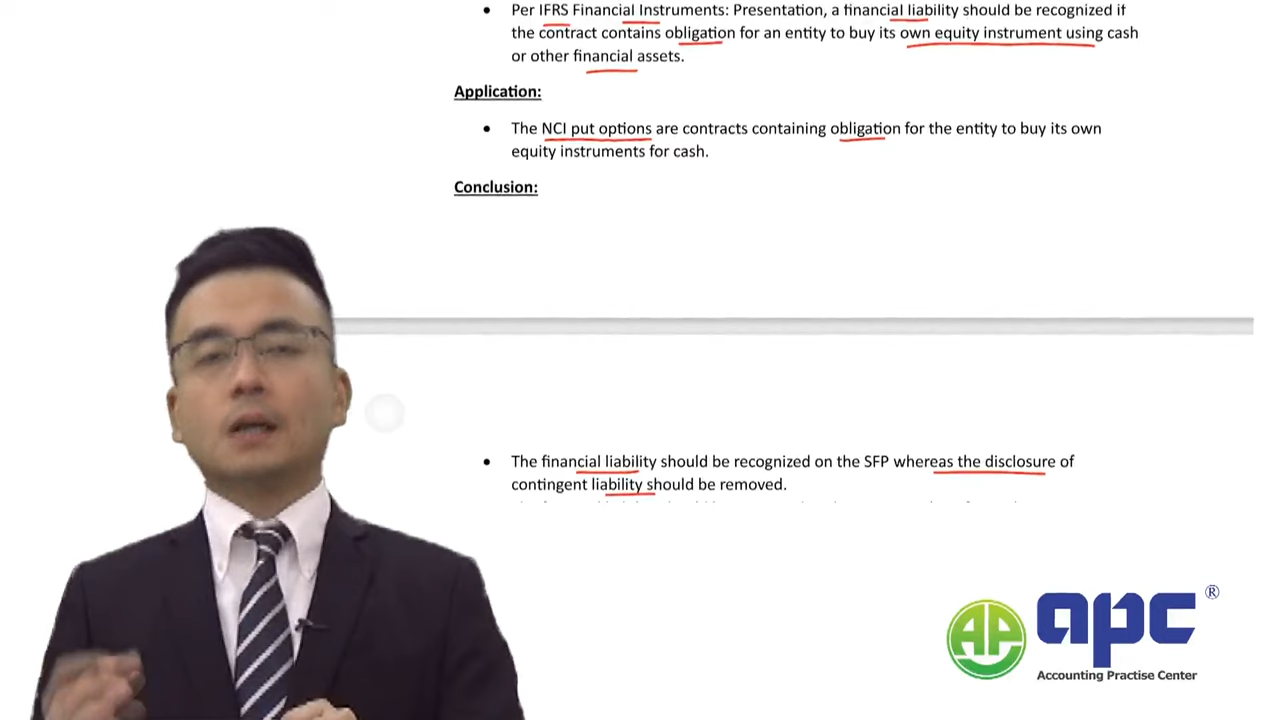 • Per IFRS Financial Instruments: Presentation, a financial liability should be recognized if
the contract contains obligation for an entity to buy its own equity instrument using cash
or other financial assets.
Application:
• The NCI put options are contracts containing obligation for the entity to buy its own
equity instruments for cash.
Conclusion:
• The financial liability should be recognized on the SFP whereas the disclosure of
contingent liability should be removed.
AP apc ®
Accounting Practise Center